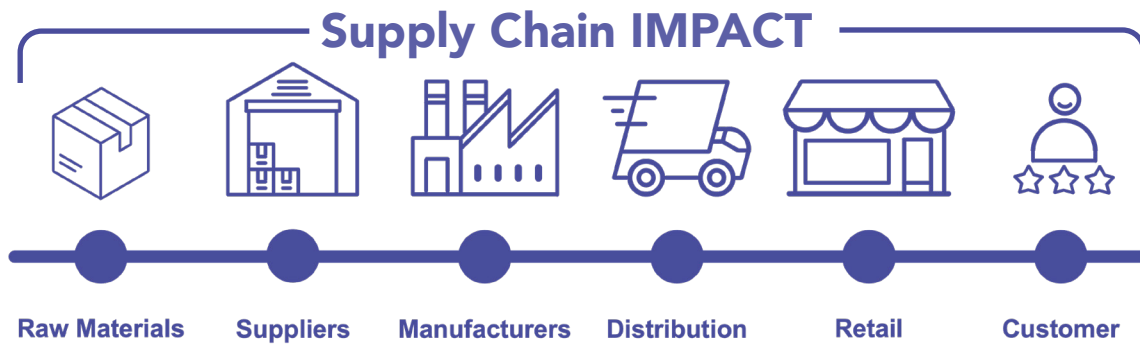 Supply Chain IMPACT
Raw Materials Suppliers Manufacturers Distribution Retail Customer